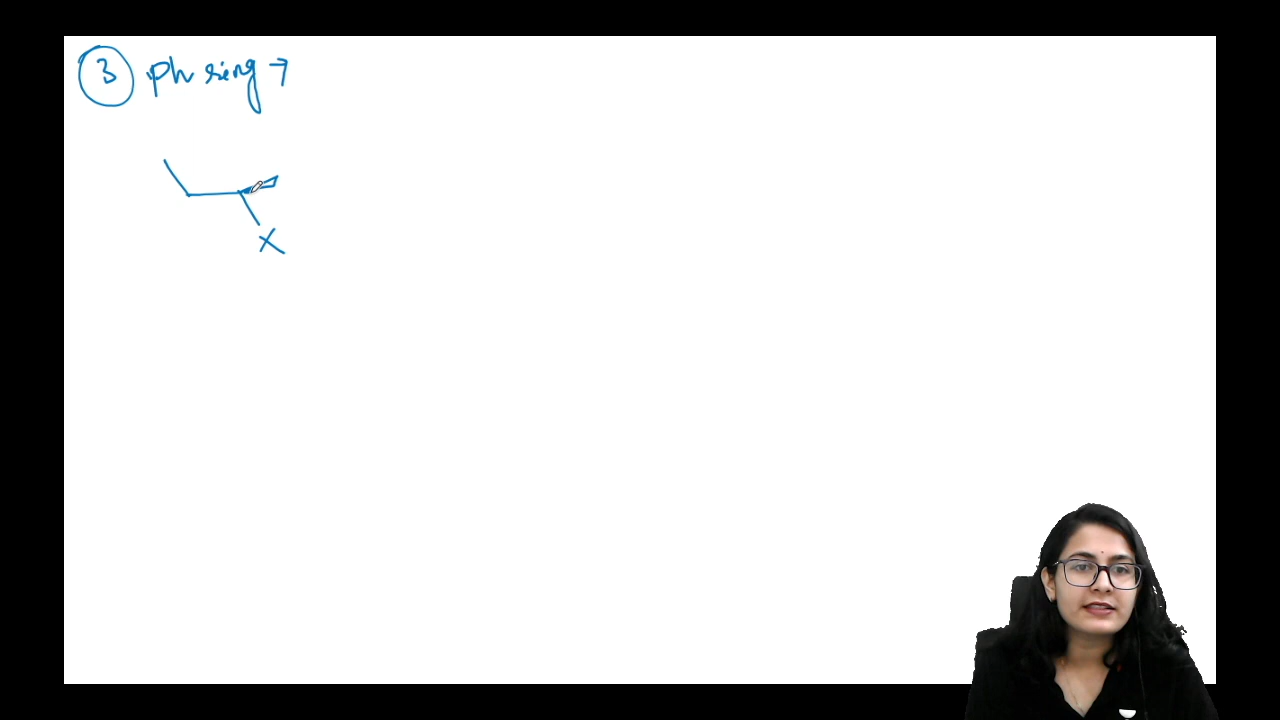 3 Ph ring →
X